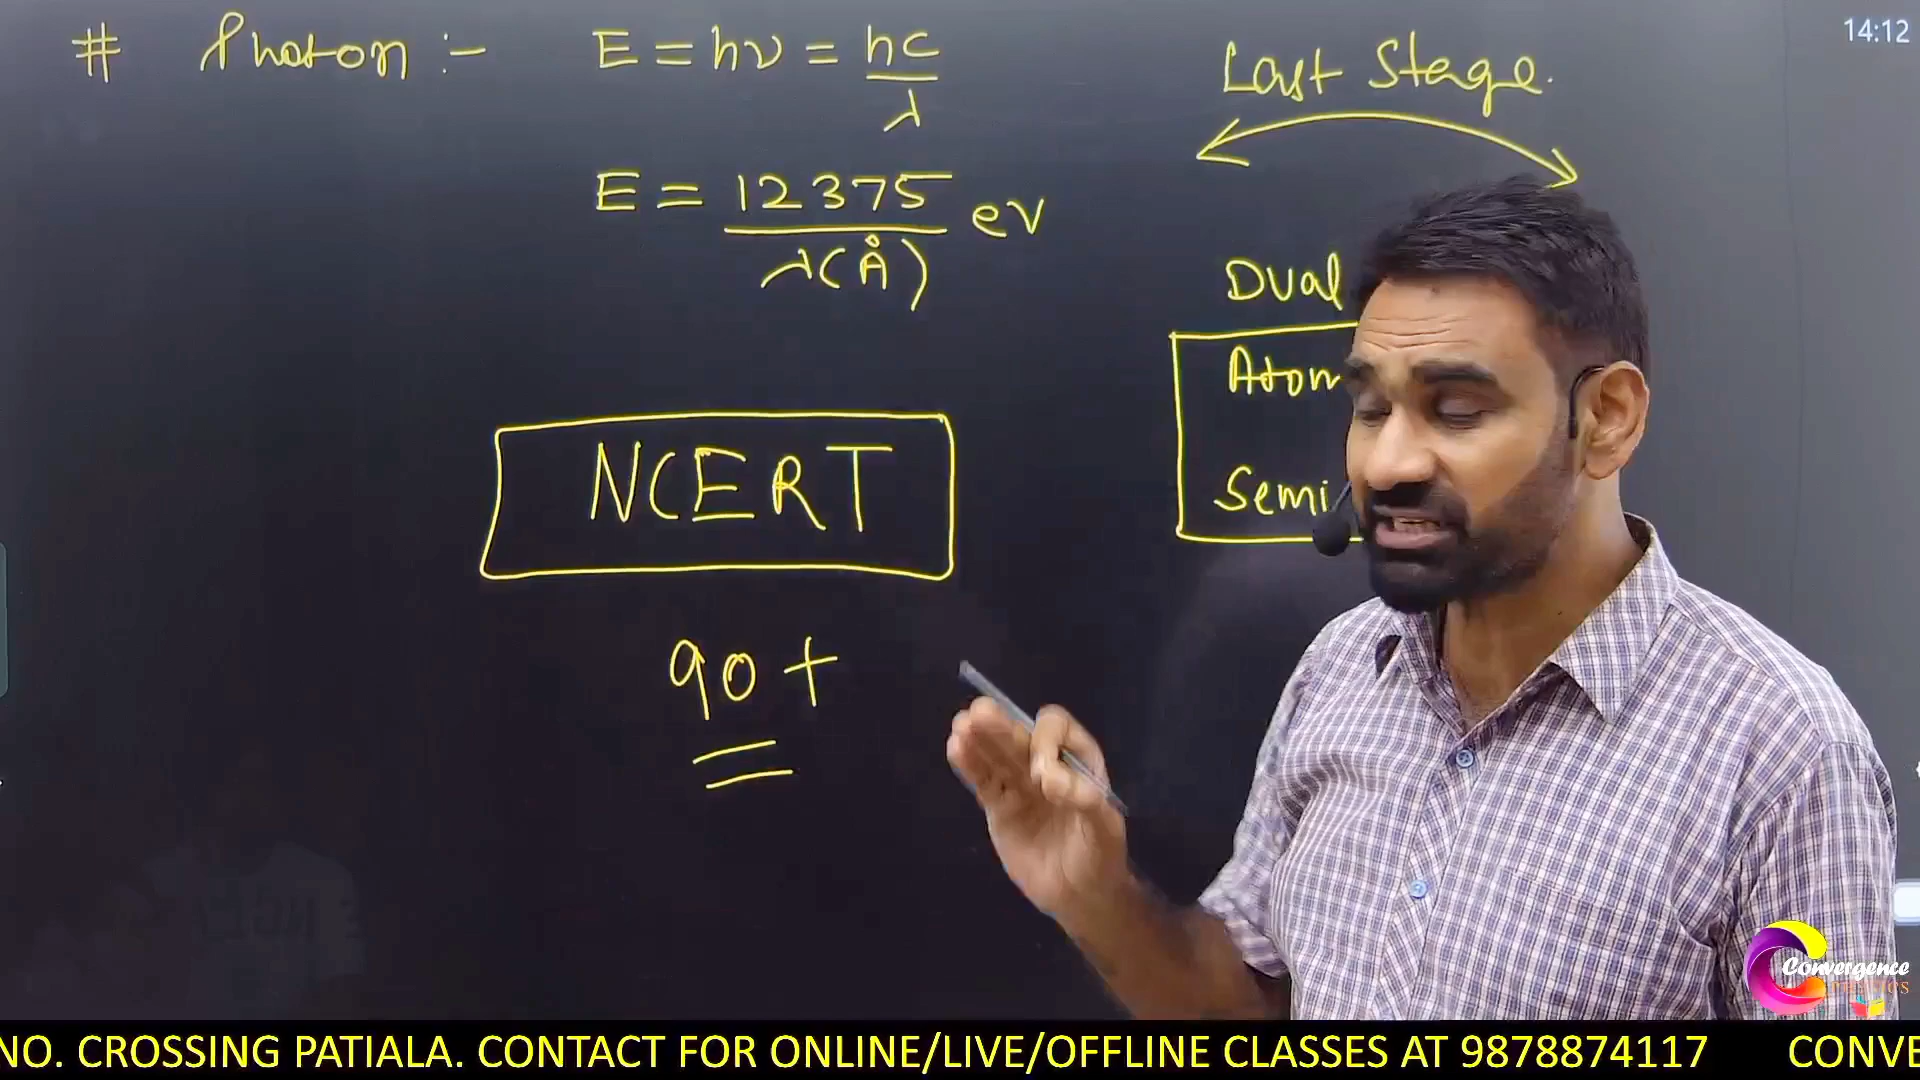 # Photon :- E = hν = hc/λ
E = 12375/λ(Å) eV
NCERT
90+
14:12
Last Stage.
Dual
Atom
Semi
Convergence
NO. CROSSING PATIALA. CONTACT FOR ONLINE/LIVE/OFFLINE CLASSES AT 9878874117 CONVE